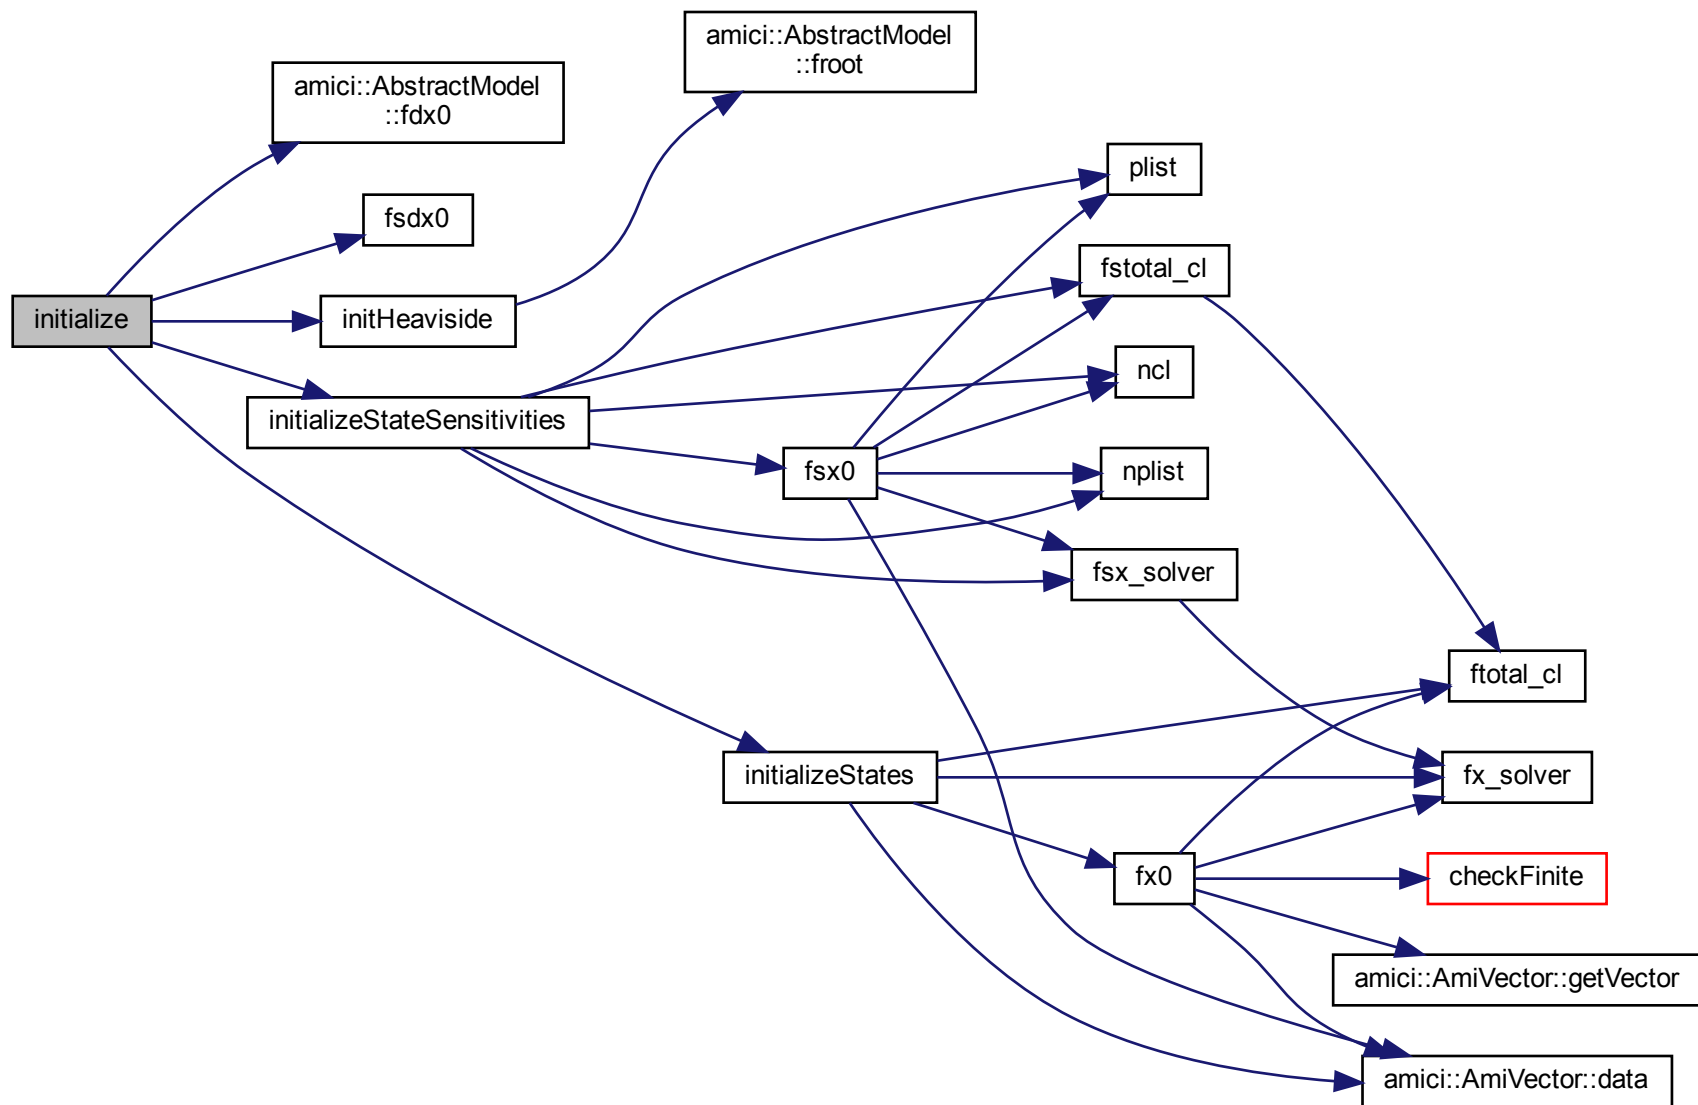 amici::AbstractModel
::froot
amici::AbstractModel
::fdx0
plist
fsdx0
fstotal_cl
initialize
initHeaviside
ncl
initializeStateSensitivities
fsx0
nplist
fsx_solver
ftotal_cl
initializeStates
fx_solver
fx0
checkFinite
amici::AmiVector::getVector
amici::AmiVector::data